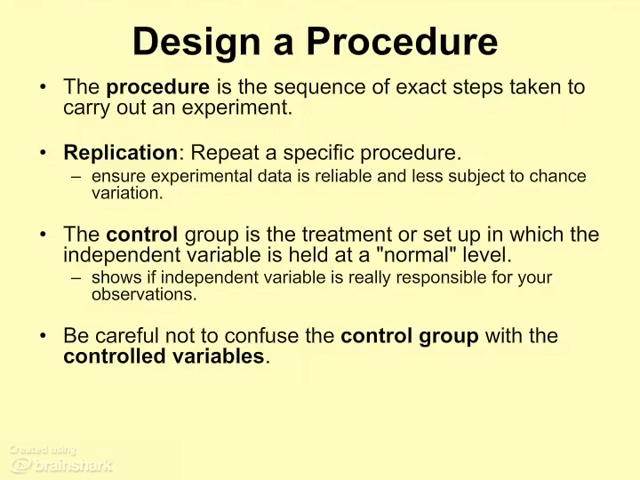 Design a Procedure
• The procedure is the sequence of exact steps taken to
carry out an experiment.
• Replication: Repeat a specific procedure.
– ensure experimental data is reliable and less subject to chance
variation.
• The control group is the treatment or set up in which the
independent variable is held at a "normal" level.
– shows if independent variable is really responsible for your
observations.
• Be careful not to confuse the control group with the
controlled variables.
Created using
brainshark